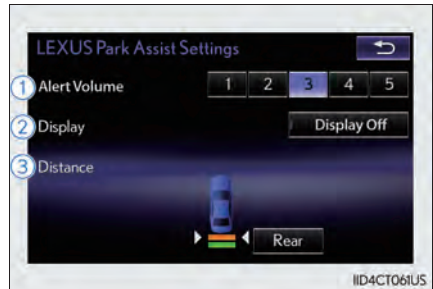 LEXUS Park Assist Settings
1 Alert Volume 1 2 3 4 5
2 Display Display Off
3 Distance
Rear
IID4CT061US